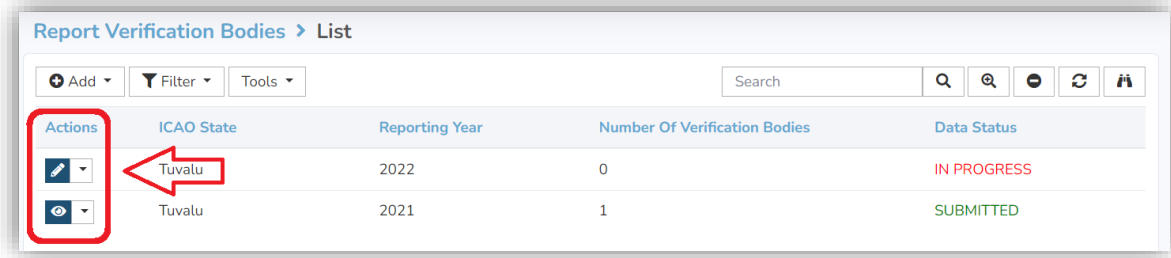 Report Verification Bodies > List
Add Filter Tools Search
Actions ICAO State Reporting Year Number Of Verification Bodies Data Status
Tuvalu 2022 0 IN PROGRESS
Tuvalu 2021 1 SUBMITTED